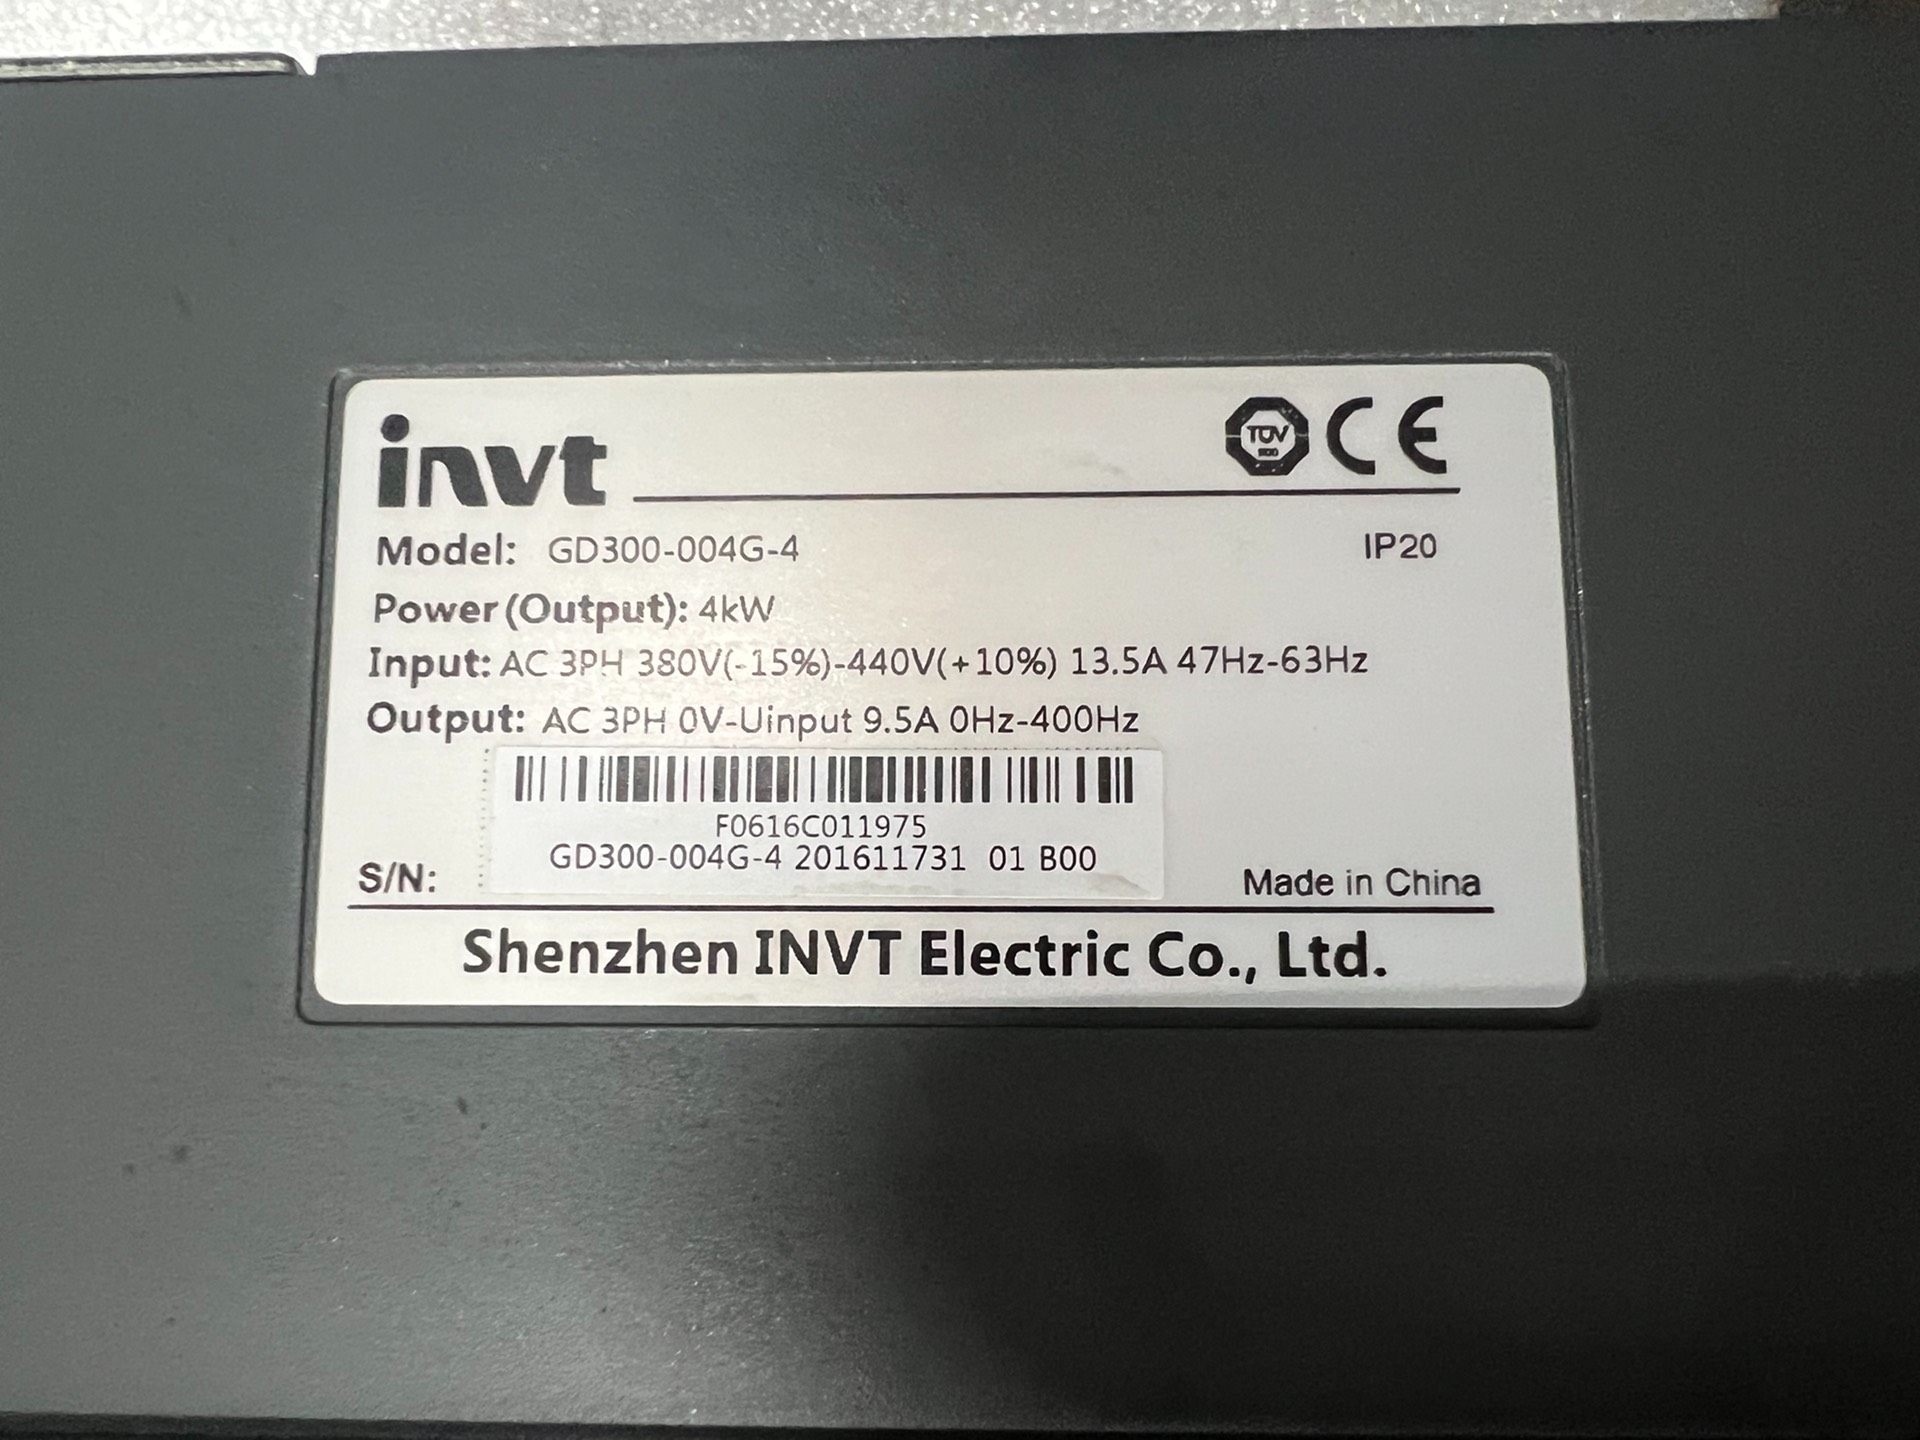 invt
TÜV
CE
Model: GD300-004G-4
IP20
Power(Output): 4kW
Input: AC 3PH 380V(-15%)-440V(+10%) 13.5A 47Hz-63Hz
Output: AC 3PH 0V-Uinput 9.5A 0Hz-400Hz
F0616C011975
GD300-004G-4 201611731 01 B00
S/N:
Made in China
Shenzhen INVT Electric Co., Ltd.